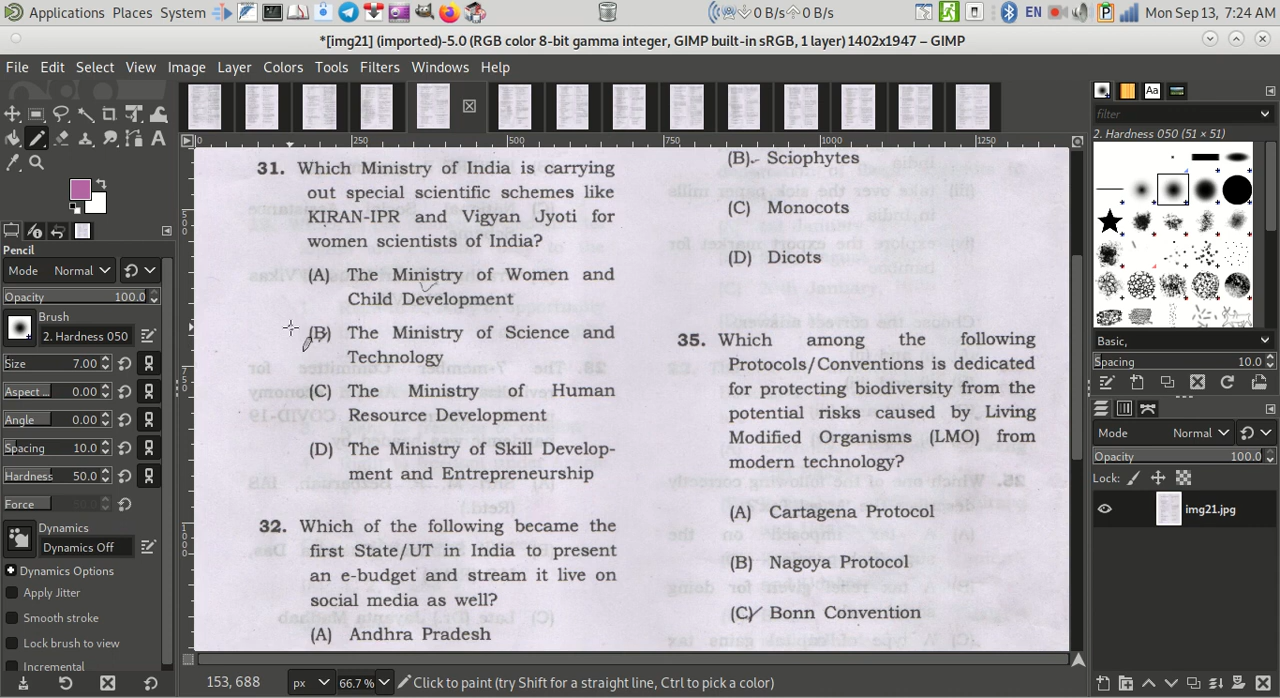 Applications Places System
0 B/s 0 B/s
EN
Mon Sep 13, 7:24 AM
*[img21] (imported)-5.0 (RGB color 8-bit gamma integer, GIMP built-in sRGB, 1 layer) 1402x1947 – GIMP
File Edit Select View Image Layer Colors Tools Filters Windows Help
0 250 500 750 1000 1250
Pencil
Mode Normal
Opacity 100.0
Brush
2. Hardness 050
Size 7.00
Aspect... 0.00
Angle 0.00
Spacing 10.0
Hardness 50.0
Force 50.0
Dynamics
Dynamics Off
Dynamics Options
Apply Jitter
Smooth stroke
Lock brush to view
Incremental
31. Which Ministry of India is carrying
out special scientific schemes like
KIRAN-IPR and Vigyan Jyoti for
women scientists of India?
(A) The Ministry of Women and
Child Development
(B) The Ministry of Science and
Technology
(C) The Ministry of Human
Resource Development
(D) The Ministry of Skill Develop-
ment and Entrepreneurship
32. Which of the following became the
first State/UT in India to present
an e-budget and stream it live on
social media as well?
(A) Andhra Pradesh
(B) Sciophytes
(C) Monocots
(D) Dicots
35. Which among the following
Protocols/Conventions is dedicated
for protecting biodiversity from the
potential risks caused by Living
Modified Organisms (LMO) from
modern technology?
(A) Cartagena Protocol
(B) Nagoya Protocol
(C) Bonn Convention
153, 688 px 66.7 % Click to paint (try Shift for a straight line, Ctrl to pick a color)
Aa
filter
2. Hardness 050 (51 × 51)
Basic,
Spacing 10.0
Mode Normal
Opacity 100.0
Lock:
img21.jpg